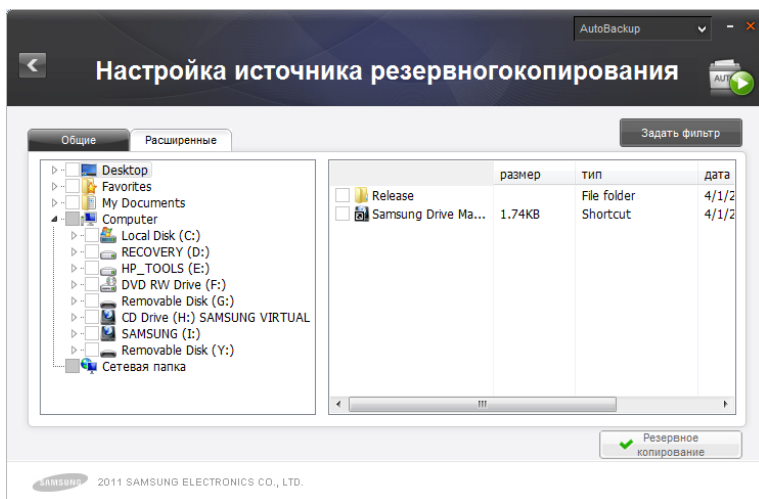 AutoBackup
Настройка источника резервногокопирования
AUTO
Общие
Расширенные
Задать фильтр
Desktop
Favorites
My Documents
Computer
Local Disk (C:)
RECOVERY (D:)
HP_TOOLS (E:)
DVD RW Drive (F:)
Removable Disk (G:)
CD Drive (H:) SAMSUNG VIRTUAL
SAMSUNG (I:)
Removable Disk (Y:)
Сетевая папка
размер тип дата
Release File folder 4/1/2
Samsung Drive Ma... 1.74KB Shortcut 4/1/2
Резервное
копирование
SAMSUNG 2011 SAMSUNG ELECTRONICS CO., LTD.